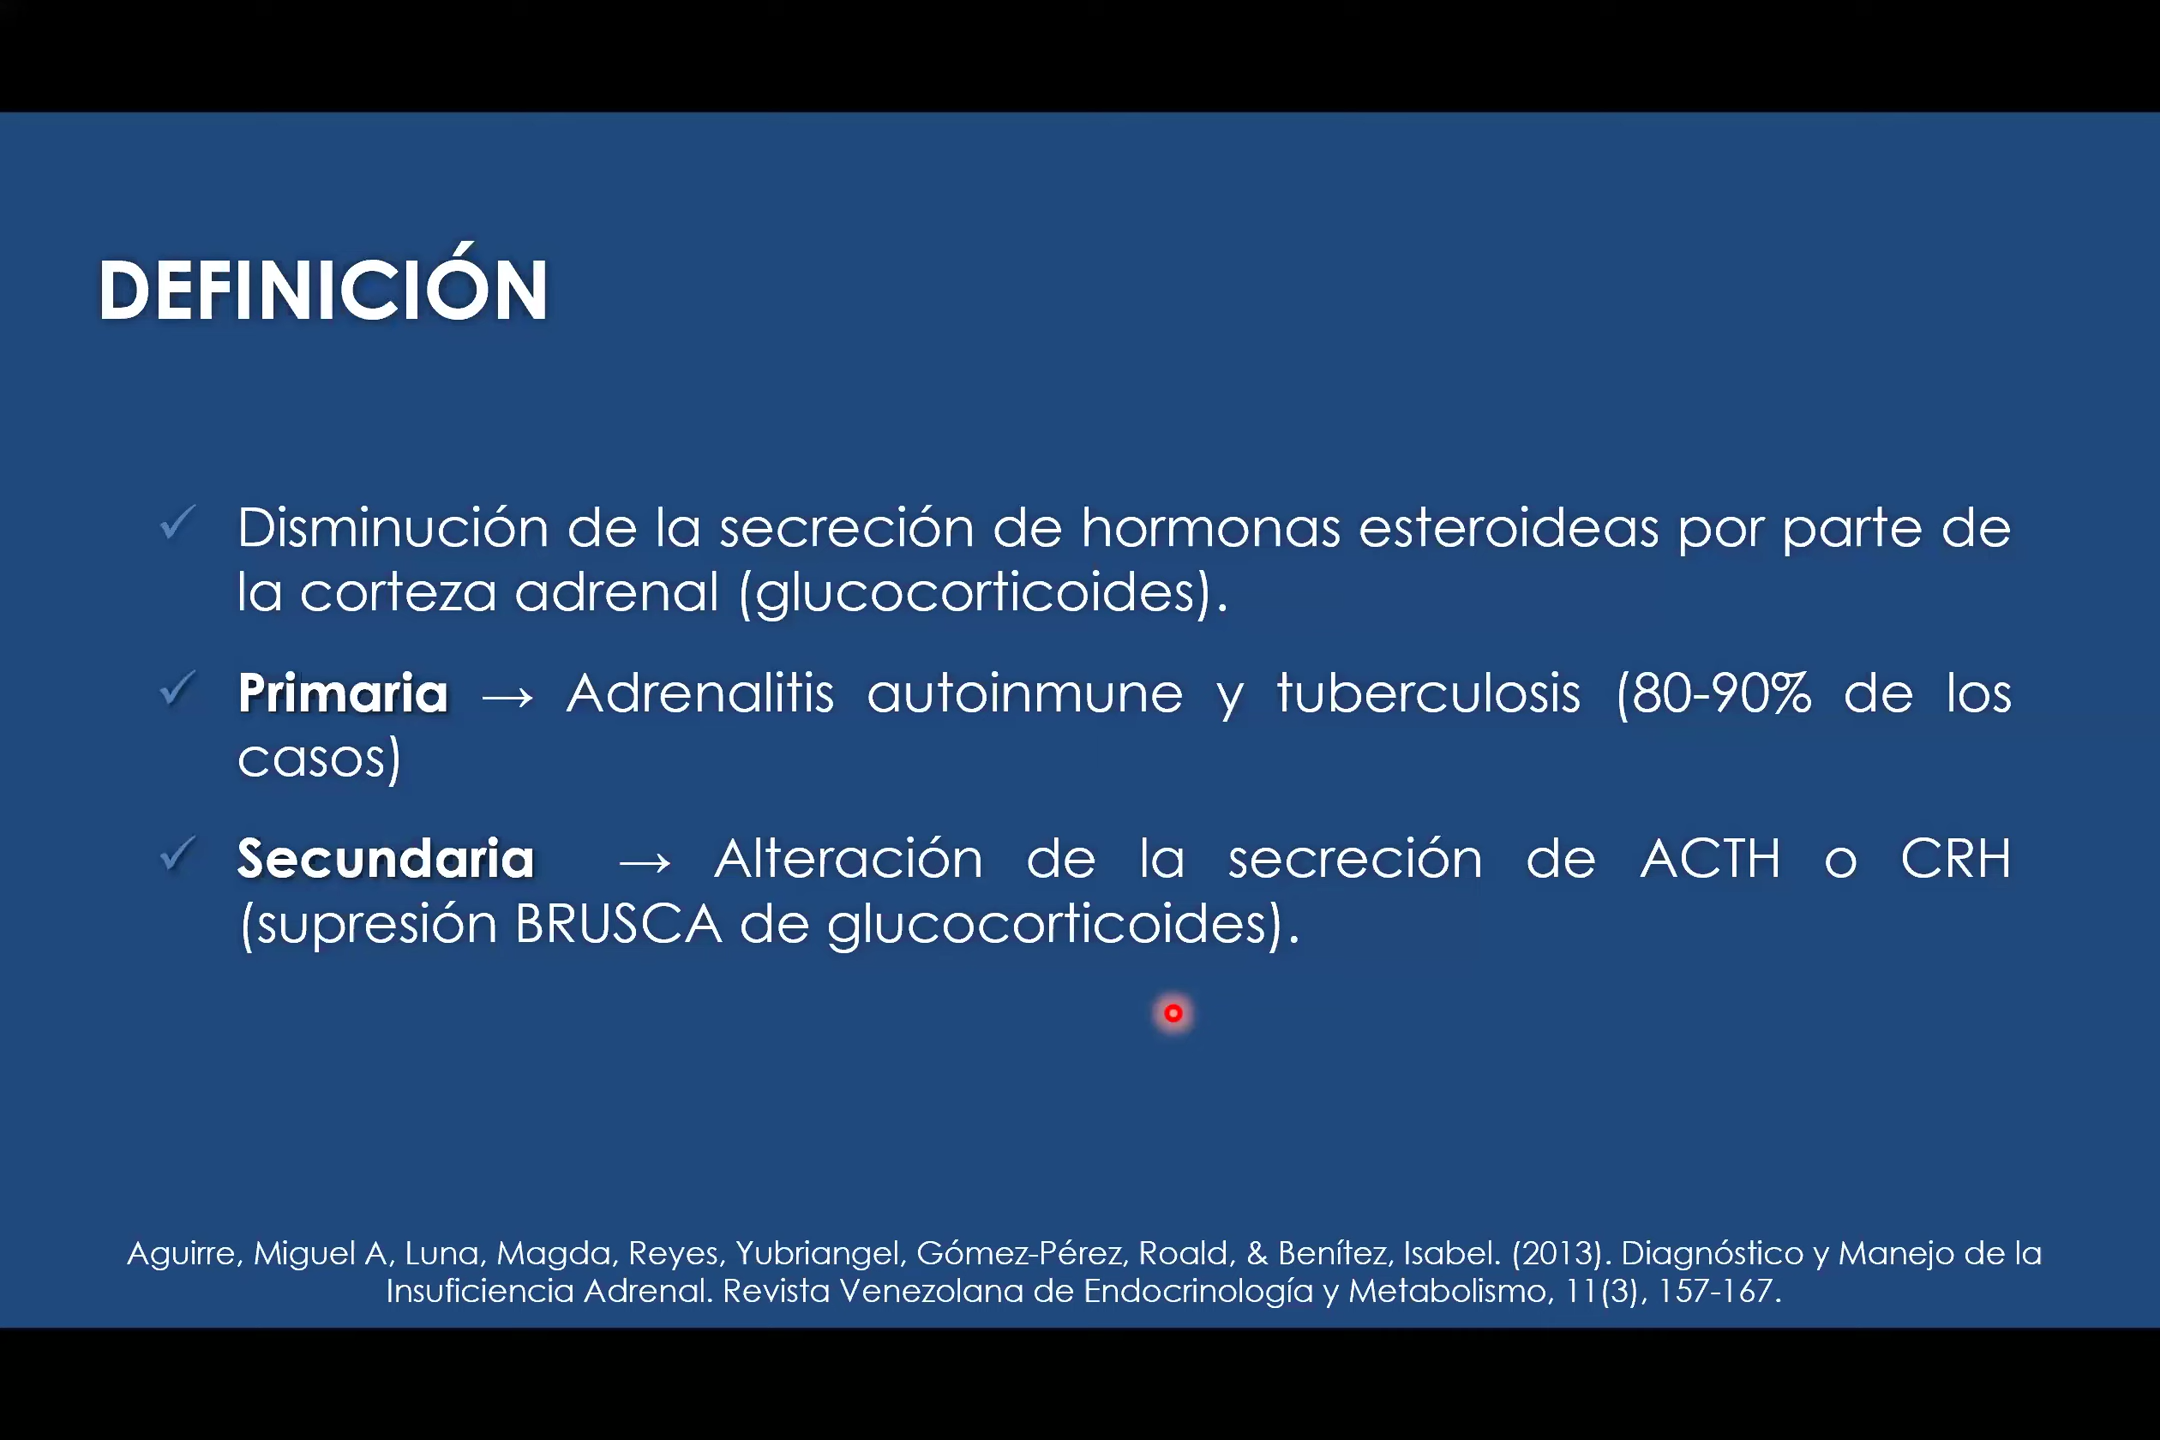 DEFINICIÓN
✓ Disminución de la secreción de hormonas esteroideas por parte de
la corteza adrenal (glucocorticoides).
✓ Primaria → Adrenalitis autoinmune y tuberculosis (80-90% de los
casos)
✓ Secundaria → Alteración de la secreción de ACTH o CRH
(supresión BRUSCA de glucocorticoides).
Aguirre, Miguel A, Luna, Magda, Reyes, Yubriangel, Gómez-Pérez, Roald, & Benítez, Isabel. (2013). Diagnóstico y Manejo de la
Insuficiencia Adrenal. Revista Venezolana de Endocrinología y Metabolismo, 11(3), 157-167.